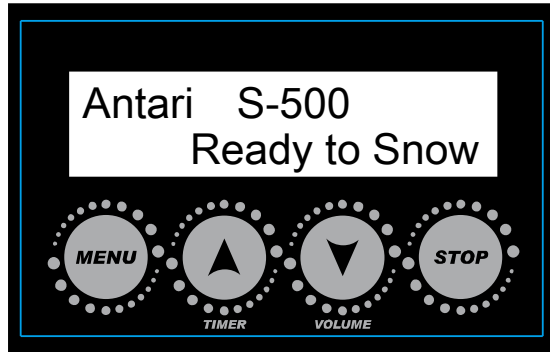 Antari S-500
Ready to Snow
MENU
STOP
TIMER
VOLUME